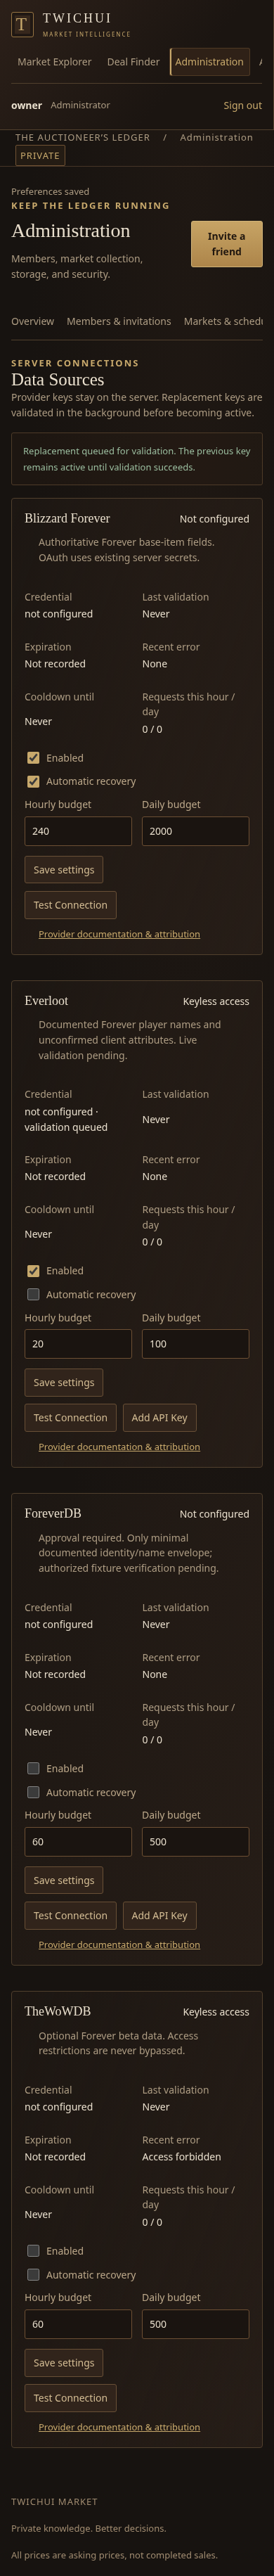 T TWICHUI
MARKET INTELLIGENCE
Market Explorer Deal Finder Administration
owner Administrator Sign out
THE AUCTIONEER'S LEDGER / Administration
PRIVATE
Preferences saved
KEEP THE LEDGER RUNNING
Administration
Members, market collection,
storage, and security.
Invite a
friend
Overview Members & invitations Markets &
SERVER CONNECTIONS
Data Sources
Provider keys stay on the server. Replacement keys are
validated in the background before becoming active.
Replacement queued for validation. The previous key
remains active until validation succeeds.
Blizzard Forever Not configured
Authoritative Forever base-item fields.
OAuth uses existing server secrets.
Credential Last validation
not configured Never
Expiration Recent error
Not recorded None
Cooldown until Requests this hour /
day
Never 0 / 0
Enabled
Automatic recovery
Hourly budget Daily budget
240 2000
Save settings
Test Connection
Provider documentation & attribution
Everloot Keyless access
Documented Forever player names and
unconfirmed client attributes. Live
validation pending.
Credential Last validation
not configured ·
validation queued Never
Expiration Recent error
Not recorded None
Cooldown until Requests this hour /
day
Never 0 / 0
Enabled
Automatic recovery
Hourly budget Daily budget
20 100
Save settings
Test Connection Add API Key
Provider documentation & attribution
ForeverDB Not configured
Approval required. Only minimal
documented identity/name envelope;
authorized fixture verification pending.
Credential Last validation
not configured Never
Expiration Recent error
Not recorded None
Cooldown until Requests this hour /
day
Never 0 / 0
Enabled
Automatic recovery
Hourly budget Daily budget
60 500
Save settings
Test Connection Add API Key
Provider documentation & attribution
TheWoWDB Keyless access
Optional Forever beta data. Access
restrictions are never bypassed.
Credential Last validation
not configured Never
Expiration Recent error
Not recorded Access forbidden
Cooldown until Requests this hour /
day
Never 0 / 0
Enabled
Automatic recovery
Hourly budget Daily budget
60 500
Save settings
Test Connection
Provider documentation & attribution
TWICHUI MARKET
Private knowledge. Better decisions.
All prices are asking prices, not completed sales.